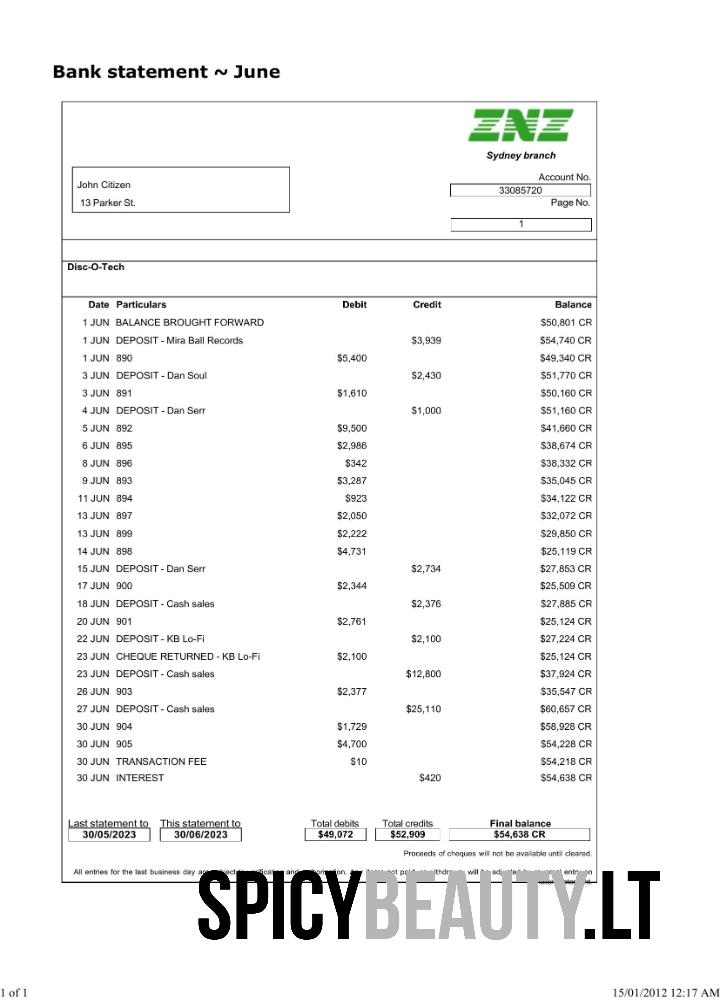 Bank statement ~ June
ZNZ
Sydney branch
Account No.
John Citizen
33085720
13 Parker St.
Page No.
1
Disc-O-Tech
Date Particulars Debit Credit Balance
1 JUN BALANCE BROUGHT FORWARD $50,801 CR
1 JUN DEPOSIT - Mira Ball Records $3,939 $54,740 CR
1 JUN 890 $5,400 $49,340 CR
3 JUN DEPOSIT - Dan Soul $2,430 $51,770 CR
3 JUN 891 $1,610 $50,160 CR
4 JUN DEPOSIT - Dan Serr $1,000 $51,160 CR
5 JUN 892 $9,500 $41,660 CR
6 JUN 895 $2,986 $38,674 CR
8 JUN 896 $342 $38,332 CR
9 JUN 893 $3,287 $35,045 CR
11 JUN 894 $923 $34,122 CR
13 JUN 897 $2,050 $32,072 CR
13 JUN 899 $2,222 $29,850 CR
14 JUN 898 $4,731 $25,119 CR
15 JUN DEPOSIT - Dan Serr $2,734 $27,853 CR
17 JUN 900 $2,344 $25,509 CR
18 JUN DEPOSIT - Cash sales $2,376 $27,885 CR
20 JUN 901 $2,761 $25,124 CR
22 JUN DEPOSIT - KB Lo-Fi $2,100 $27,224 CR
23 JUN CHEQUE RETURNED - KB Lo-Fi $2,100 $25,124 CR
23 JUN DEPOSIT - Cash sales $12,800 $37,924 CR
26 JUN 903 $2,377 $35,547 CR
27 JUN DEPOSIT - Cash sales $25,110 $60,657 CR
30 JUN 904 $1,729 $58,928 CR
30 JUN 905 $4,700 $54,228 CR
30 JUN TRANSACTION FEE $10 $54,218 CR
30 JUN INTEREST $420 $54,638 CR
Last statement to This statement to Total debits Total credits Final balance
30/05/2023 30/06/2023 $49,072 $52,909 $54,638 CR
Proceeds of cheques will not be available until cleared.
All entries for the last business day are and not will be entry on
SPICYBEAUTY.LT
1 of 1 15/01/2012 12:17 AM